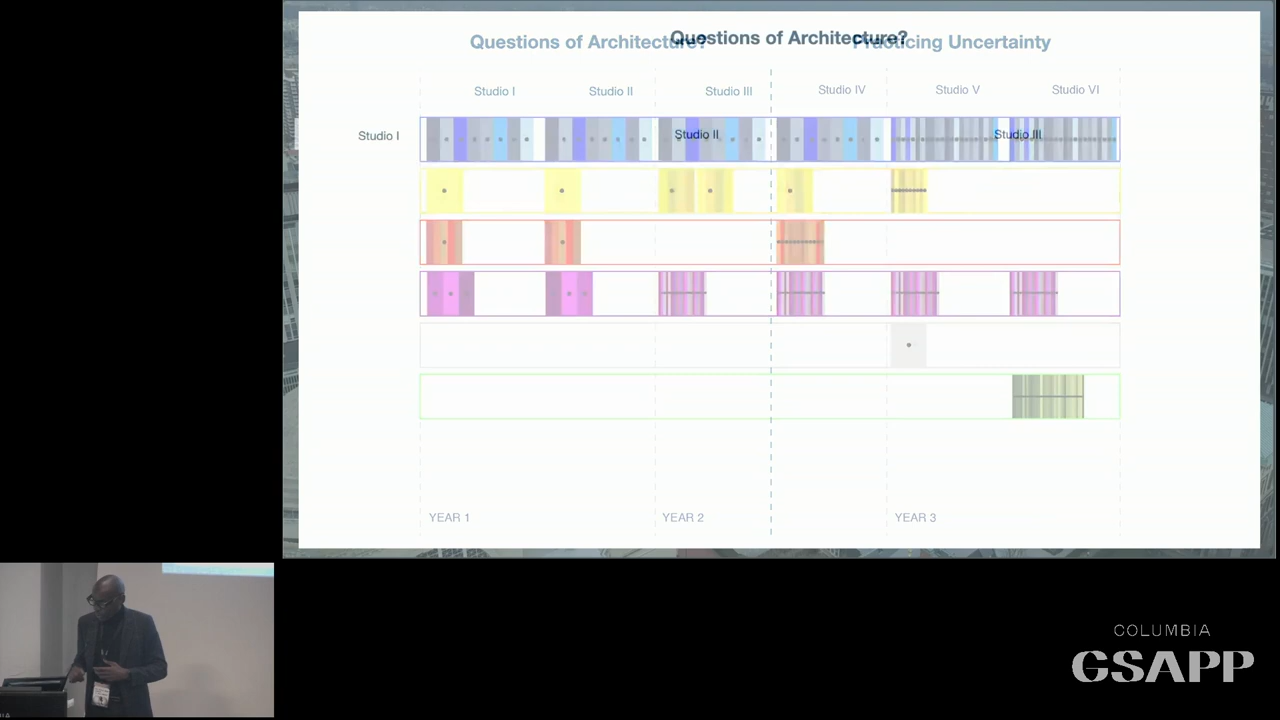 Questions of Architecture?
Questions of Architecture?
Practicing Uncertainty
Studio I
Studio II
Studio III
Studio IV
Studio V
Studio VI
Studio I
Studio II
Studio III
YEAR 1
YEAR 2
YEAR 3
COLUMBIA
GSAPP